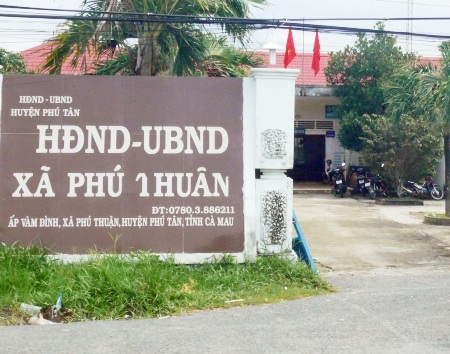 HĐND - UBND
HUYỆN PHÚ TÂN
HĐND-UBND
XÃ PHÚ THUÂN
ĐT:0780.3.886211
ẤP VÀM ĐÌNH, XÃ PHÚ THUẬN,HUYỆN PHÚ TÂN, TỈNH CÀ MAU